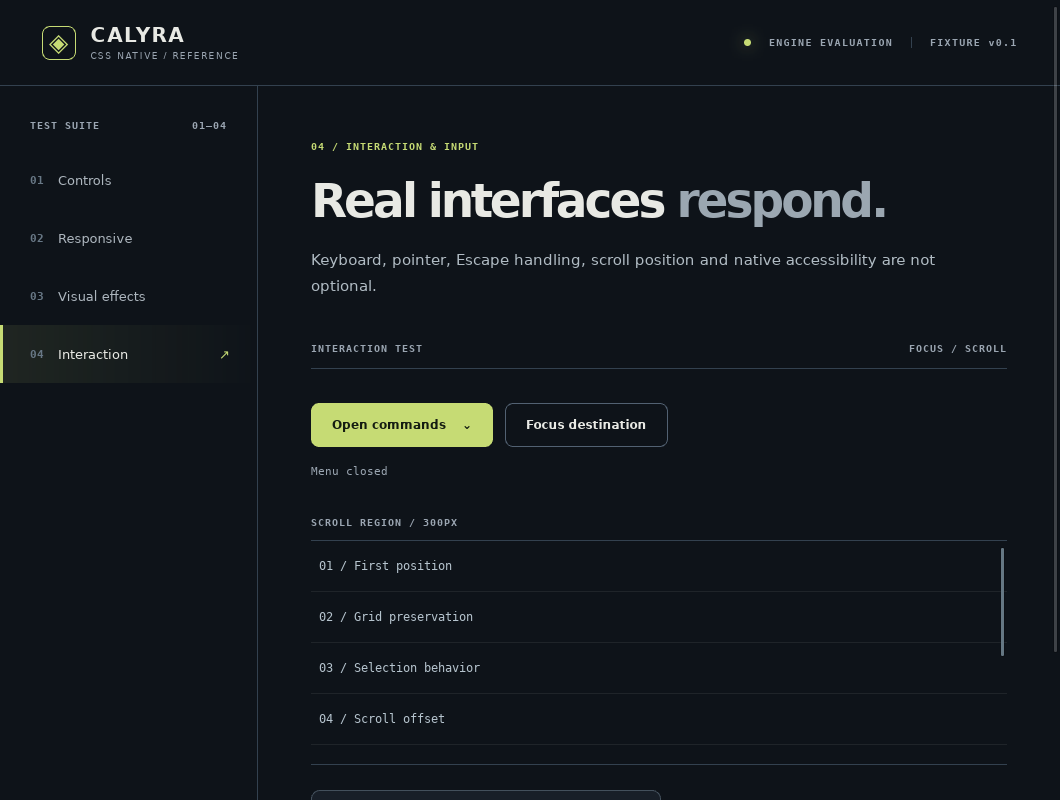 CALYRA
CSS NATIVE / REFERENCE
ENGINE EVALUATION
FIXTURE v0.1
TEST SUITE 01—04
01 Controls
02 Responsive
03 Visual effects
04 Interaction ↗
04 / INTERACTION & INPUT
Real interfaces respond.
Keyboard, pointer, Escape handling, scroll position and native accessibility are not
optional.
INTERACTION TEST FOCUS / SCROLL
Open commands ⌄ Focus destination
Menu closed
SCROLL REGION / 300PX
01 / First position
02 / Grid preservation
03 / Selection behavior
04 / Scroll offset